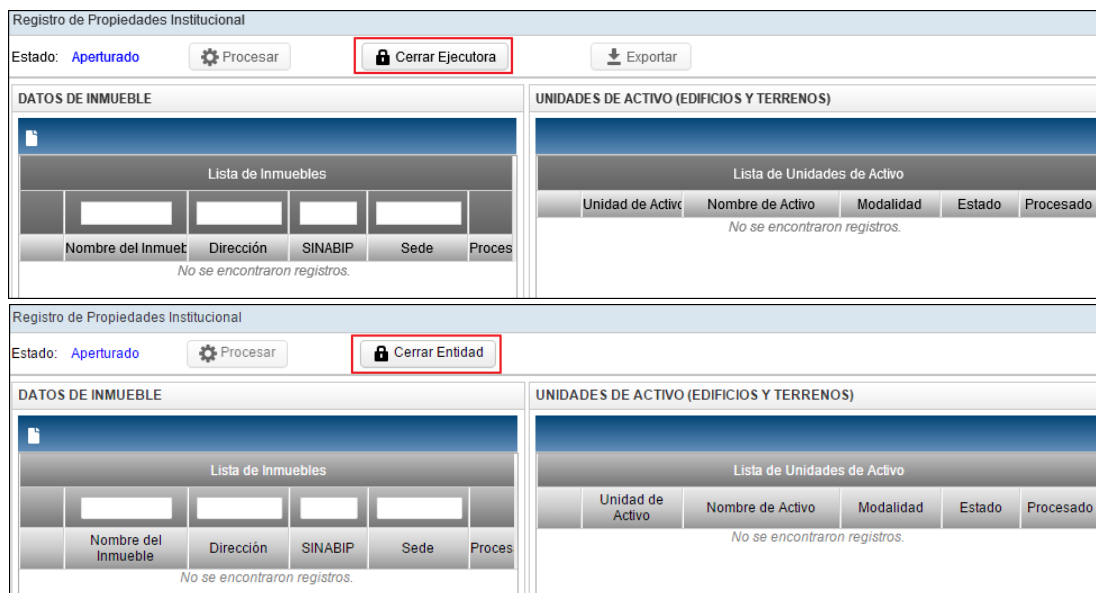 Registro de Propiedades Institucional
Estado: Aperturado Procesar Cerrar Ejecutora Exportar
DATOS DE INMUEBLE UNIDADES DE ACTIVO (EDIFICIOS Y TERRENOS)
Lista de Inmuebles Lista de Unidades de Activo
Unidad de Activo Nombre de Activo Modalidad Estado Procesado
No se encontraron registros.
Nombre del Inmueb Dirección SINABIP Sede Proces
No se encontraron registros.
Registro de Propiedades Institucional
Estado: Aperturado Procesar Cerrar Entidad
DATOS DE INMUEBLE UNIDADES DE ACTIVO (EDIFICIOS Y TERRENOS)
Lista de Inmuebles Lista de Unidades de Activo
Unidad de
Activo Nombre de Activo Modalidad Estado Procesado
No se encontraron registros.
Nombre del
Inmueble Dirección SINABIP Sede Proces
No se encontraron registros.